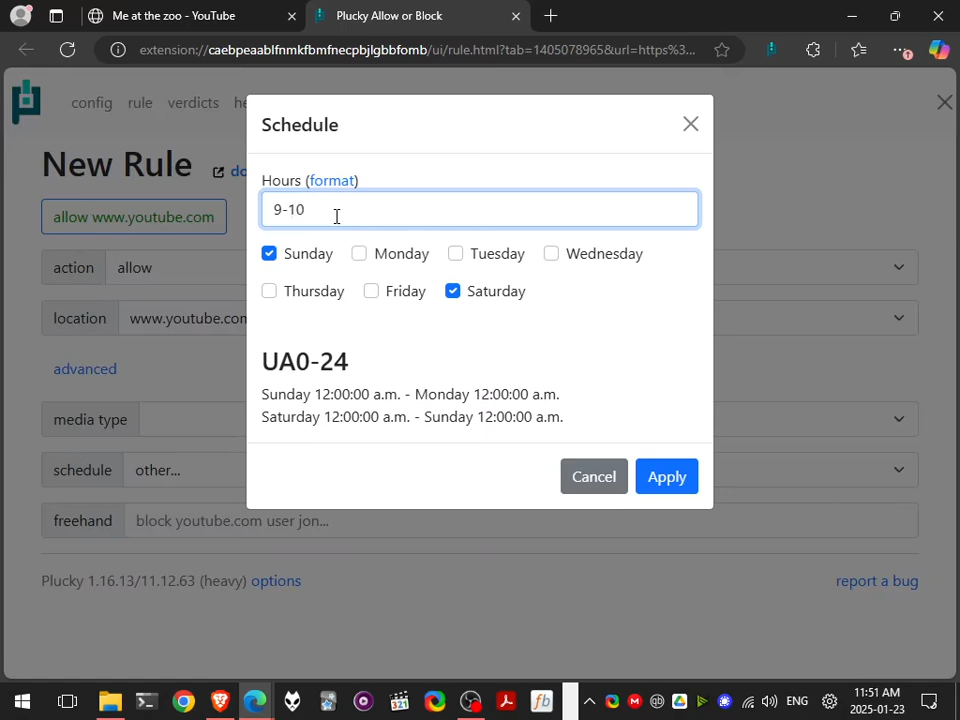 Me at the zoo - YouTube
Plucky Allow or Block
extension://caebpeaablfnmkfbmfnecpbjlgbbfomb/ui/rule.html?tab=1405078965&url=https%3...
config rule verdicts he
New Rule
do
allow www.youtube.com
action allow
location www.youtube.con
advanced
media type
schedule other...
freehand block youtube.com user jon...
Plucky 1.16.13/11.12.63 (heavy) options
report a bug
Schedule
Hours (format)
9-10
Sunday Monday Tuesday Wednesday
Thursday Friday Saturday
UA0-24
Sunday 12:00:00 a.m. - Monday 12:00:00 a.m.
Saturday 12:00:00 a.m. - Sunday 12:00:00 a.m.
Cancel Apply
321
fb
ENG
11:51 AM
2025-01-23